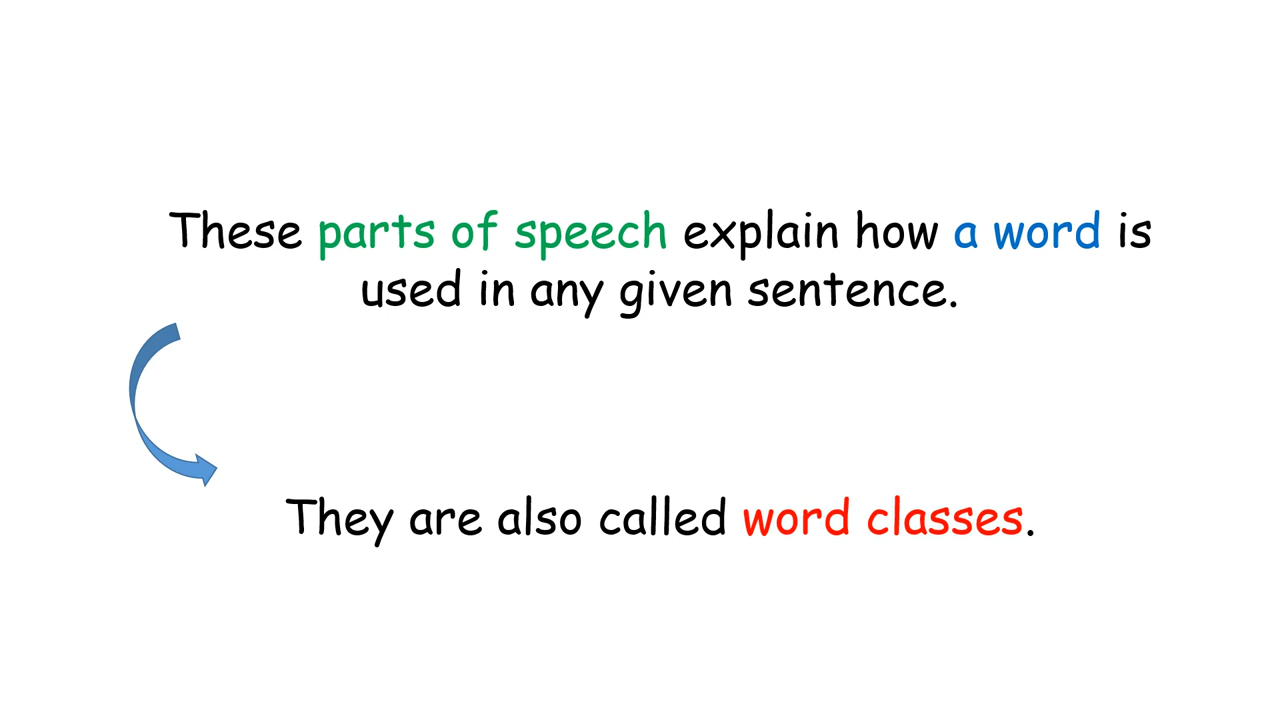 These parts of speech explain how a word is
used in any given sentence.
They are also called word classes.